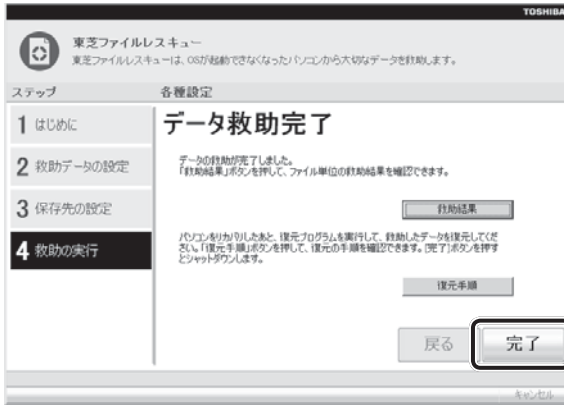 TOSHIBA
東芝ファイルレスキュー
東芝ファイルレスキューは、OSが起動できなくなったパソコンから大切なデータを救助します。
ステップ
各種設定
1 はじめに
2 救助データの設定
3 保存先の設定
4 救助の実行
データ救助完了
データの救助が完了しました。
「救助結果」ボタンを押して、ファイル単位の救助結果を確認できます。
救助結果
パソコンをリカバリしたあと、復元プログラムを実行して、救助したデータを復元してくだ
さい。「復元手順」ボタンを押して、復元の手順を確認できます。[完了]ボタンを押す
とシャットダウンします。
復元手順
戻る
完了
キャンセル